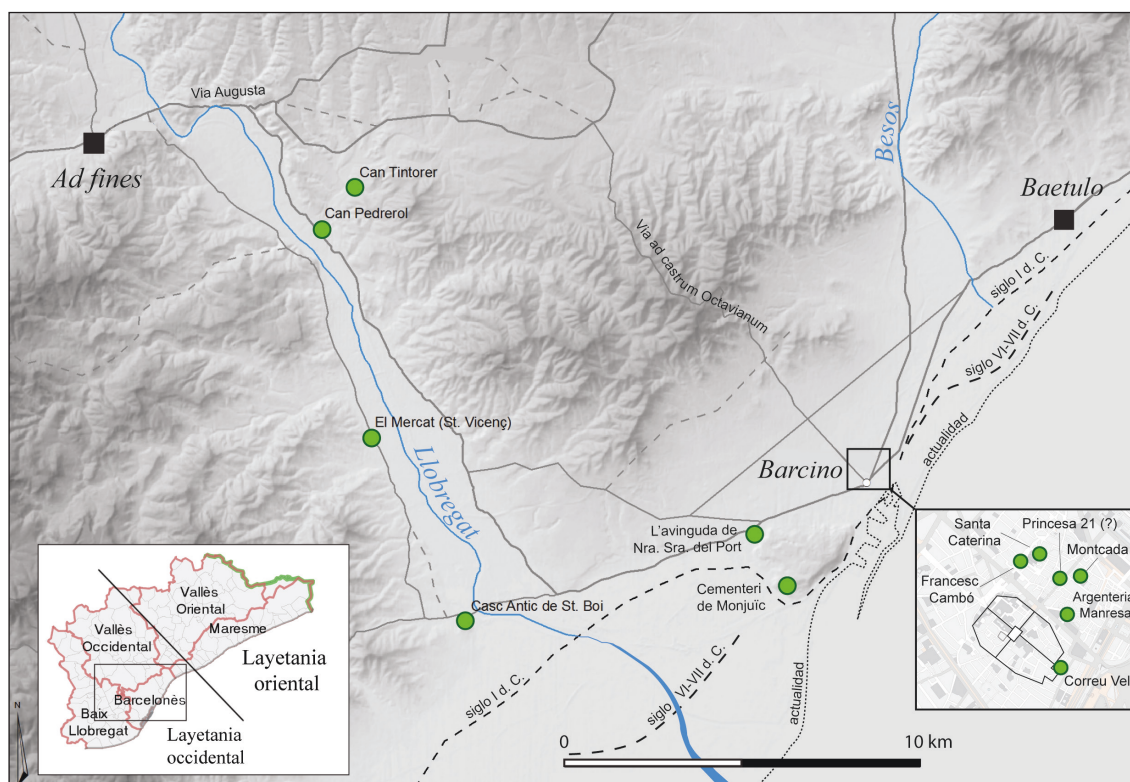 Via Augusta
Ad fines
Can Tintorer
Can Pedrerol
Besos
Baetulo
Via ad castrum Octavianum
siglo I d. C.
siglo VI-VII d. C.
actualidad
El Mercat (St. Vicenç)
Llobregat
Barcino
L'avinguda de
Nra. Sra. del Port
Cementeri
de Monjuïc
Casc Antic de St. Boi
siglo I d. C.
siglo VI-VII d. C.
actualidad
0
10 km
N
Vallès
Oriental
Vallès
Occidental
Maresme
Layetania
oriental
Barcelonès
Baix
Llobregat
Layetania
occidental
Santa
Caterina
Princesa 21 (?)
Montcada
Francesc
Cambó
Argenteria
Manresa
Correu Vell